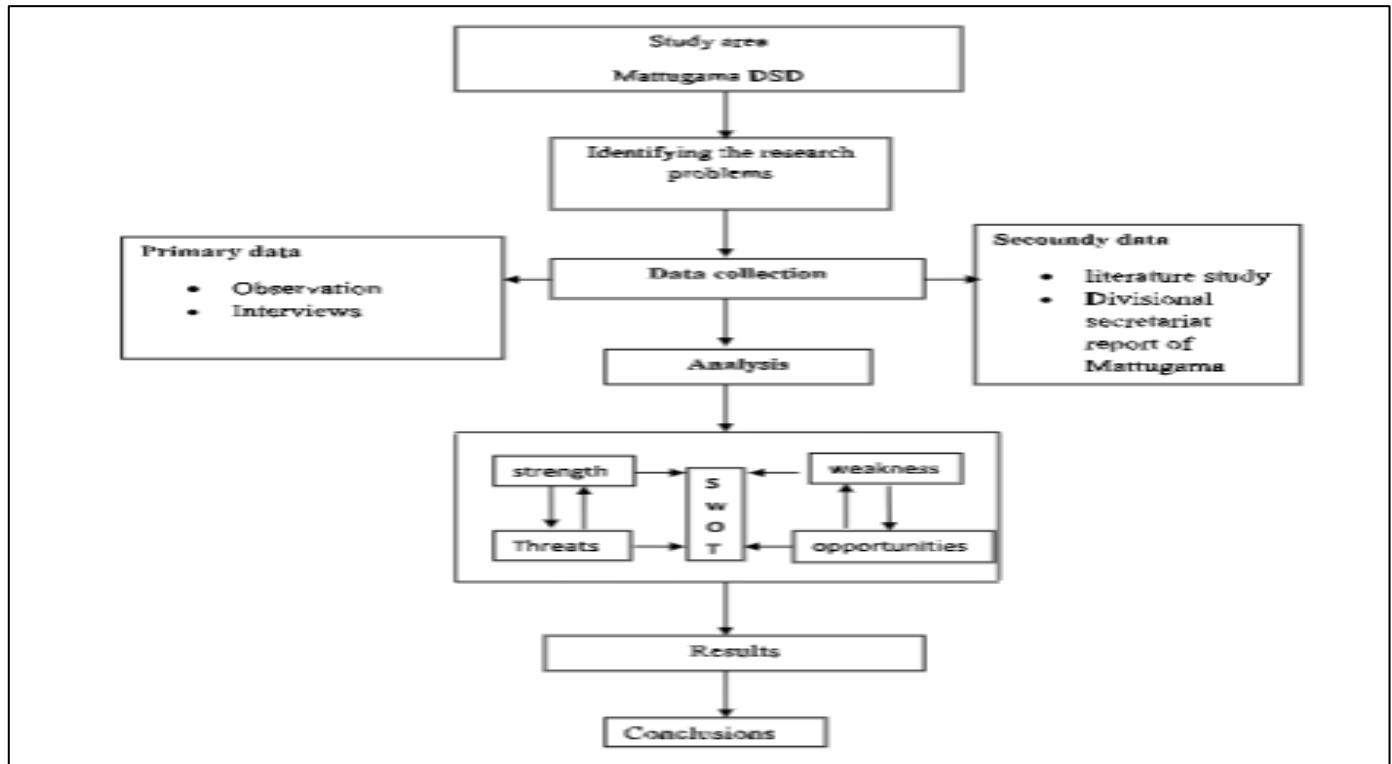 Study area
Mattugama DSD
Identifying the research
problems
Primary data
• Observation
• Interviews
Data collection
Secoundy data
• literature study
• Divisional
secretariat
report of
Mattugama
Analysis
strength
weakness
S
W
O
T
Threats
opportunities
Results
Conclusions